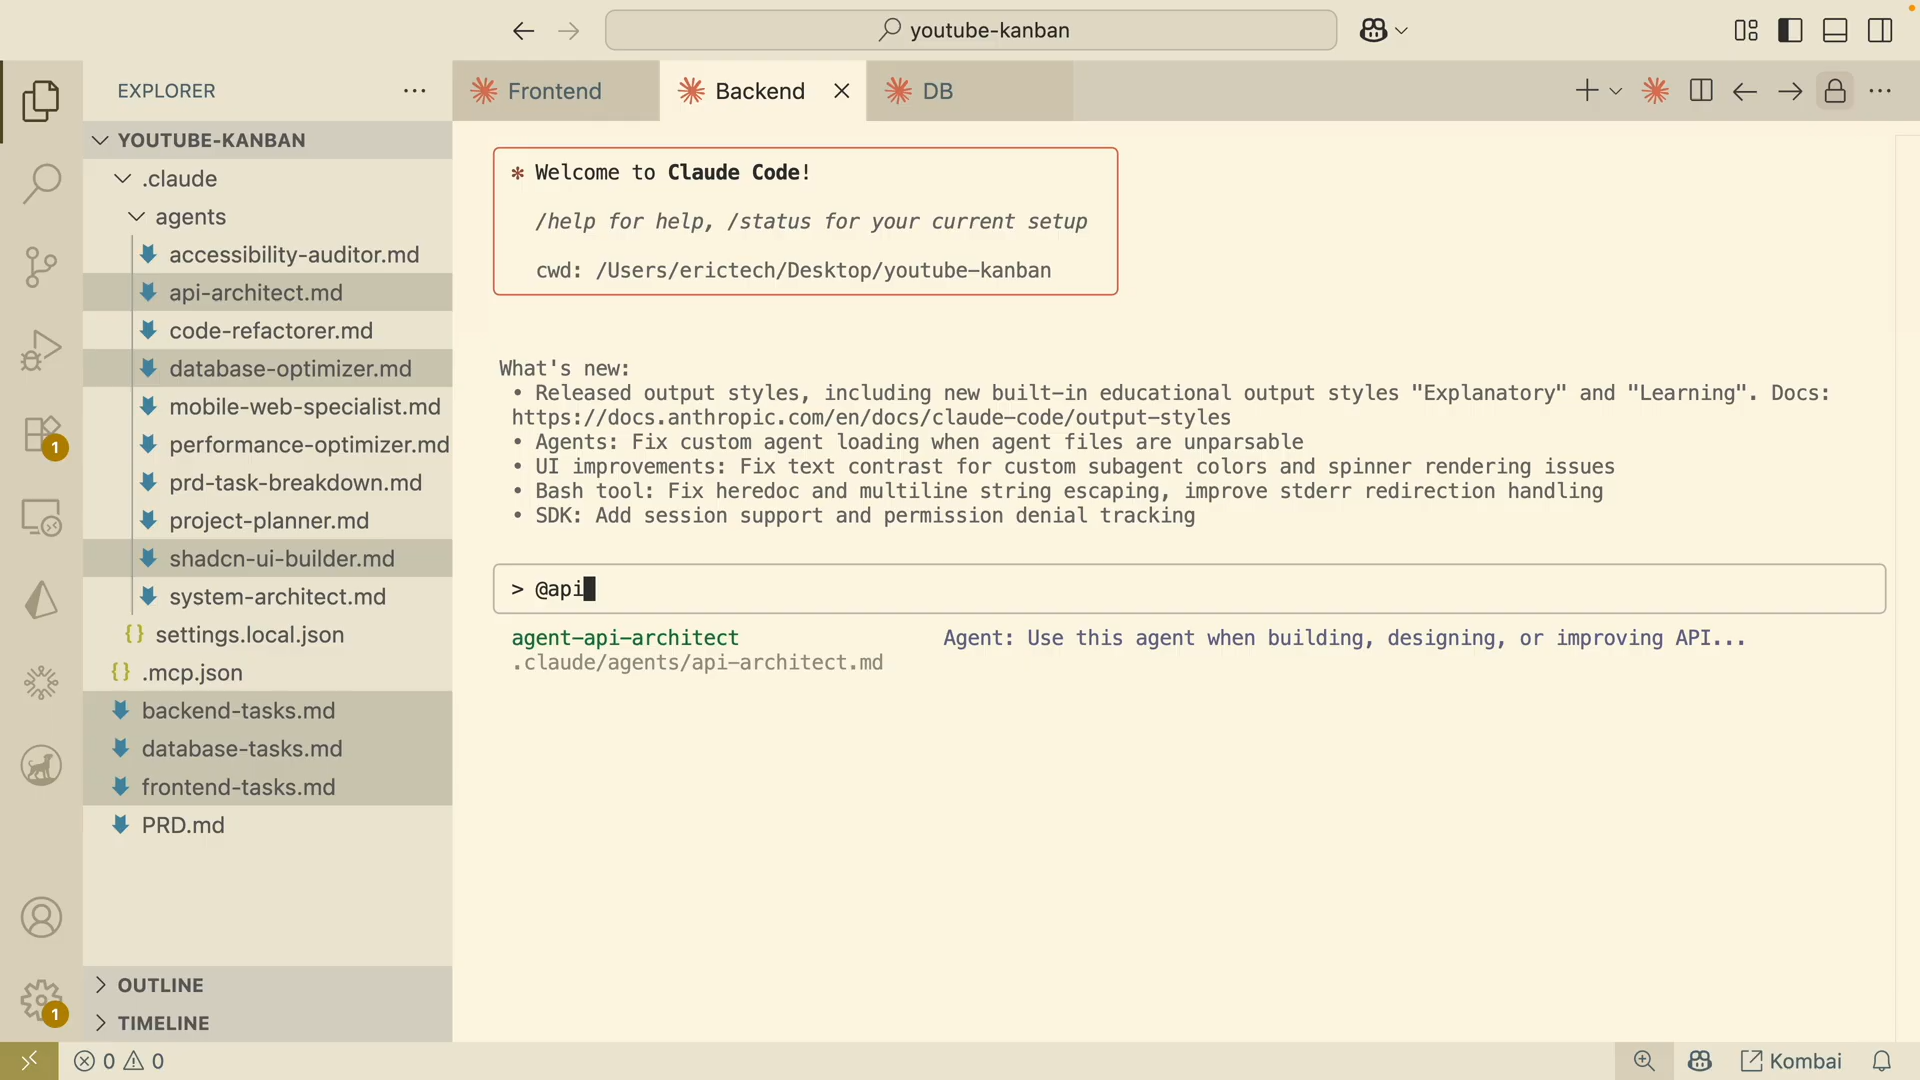 youtube-kanban
EXPLORER
Frontend
Backend
DB
YOUTUBE-KANBAN
.claude
agents
accessibility-auditor.md
api-architect.md
code-refactorer.md
database-optimizer.md
mobile-web-specialist.md
performance-optimizer.md
prd-task-breakdown.md
project-planner.md
shadcn-ui-builder.md
system-architect.md
{} settings.local.json
{} .mcp.json
backend-tasks.md
database-tasks.md
frontend-tasks.md
PRD.md
OUTLINE
TIMELINE
1
1
* Welcome to Claude Code!
/help for help, /status for your current setup
cwd: /Users/erictech/Desktop/youtube-kanban
What's new:
• Released output styles, including new built-in educational output styles "Explanatory" and "Learning". Docs:
https://docs.anthropic.com/en/docs/claude-code/output-styles
• Agents: Fix custom agent loading when agent files are unparsable
• UI improvements: Fix text contrast for custom subagent colors and spinner rendering issues
• Bash tool: Fix heredoc and multiline string escaping, improve stderr redirection handling
• SDK: Add session support and permission denial tracking
> @api
agent-api-architect Agent: Use this agent when building, designing, or improving API...
.claude/agents/api-architect.md
0 0
Kombai